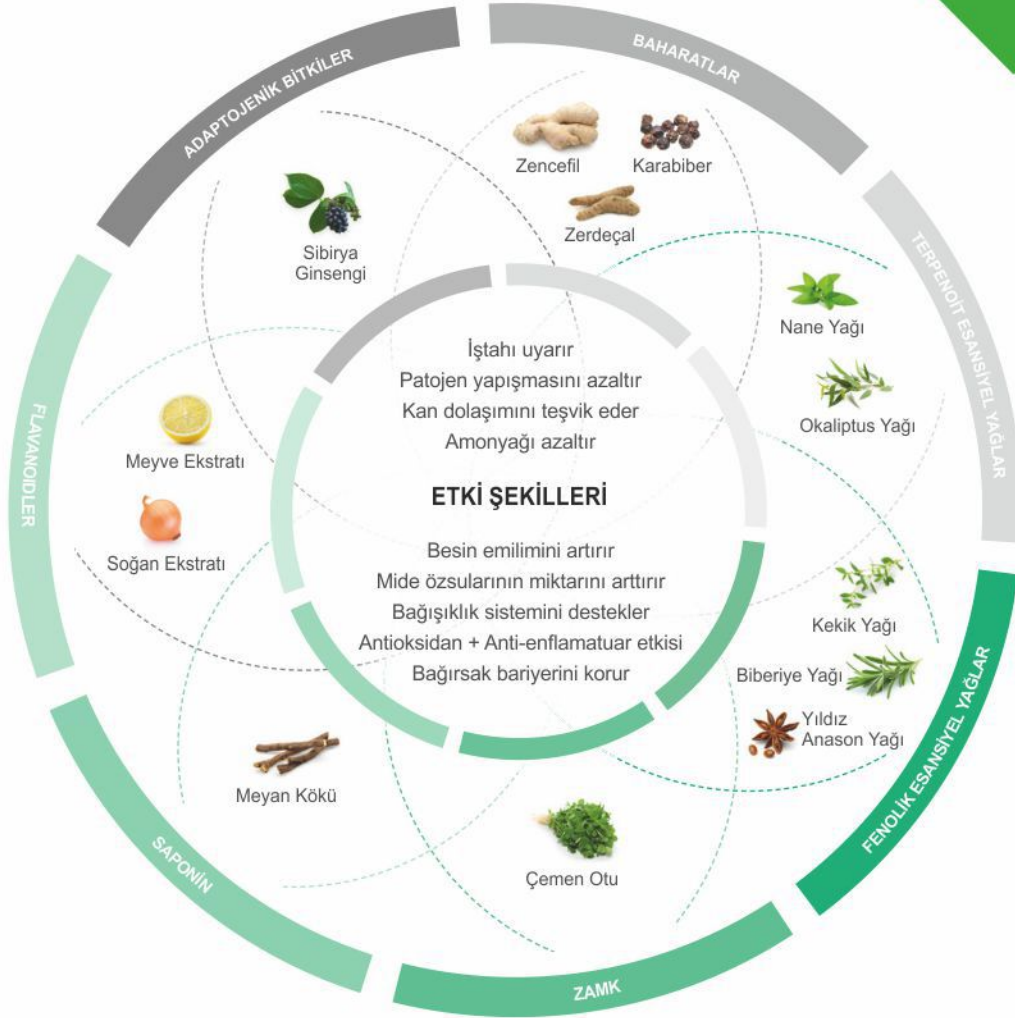 ADAPTOJENİK BİTKİLER
BAHARATLAR
TERPENOİT ESANSİYEL YAĞLAR
FENOLİK ESANSİYEL YAĞLAR
ZAMK
SAPONİN
FLAVANOIDLER
Sibirya
Ginsengi
Zencefil
Karabiber
Zerdeçal
Nane Yağı
Okaliptus Yağı
Kekik Yağı
Biberiye Yağı
Yıldız
Anason Yağı
Çemen Otu
Meyan Kökü
Meyve Ekstratı
Soğan Ekstratı
İştahı uyarır
Patojen yapışmasını azaltır
Kan dolaşımını teşvik eder
Amonyağı azaltır
ETKİ ŞEKİLLERİ
Besin emilimini artırır
Mide özsularının miktarını arttırır
Bağışıklık sistemini destekler
Antioksidan + Anti-enflamatuar etkisi
Bağırsak bariyerini korur